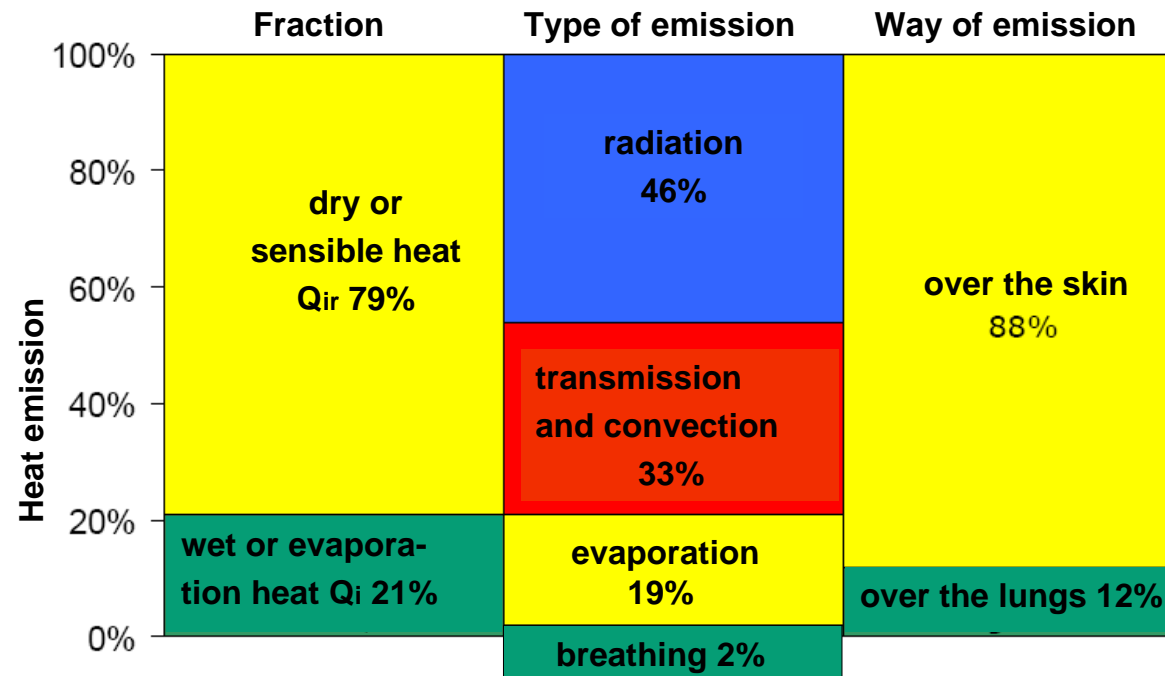 Fraction
Type of emission
Way of emission
Heat emission
100%
80%
60%
40%
20%
0%
dry or
sensible heat
Qir 79%
wet or evapora-
tion heat Qi 21%
radiation
46%
transmission
and convection
33%
evaporation
19%
breathing 2%
over the skin
88%
over the lungs 12%